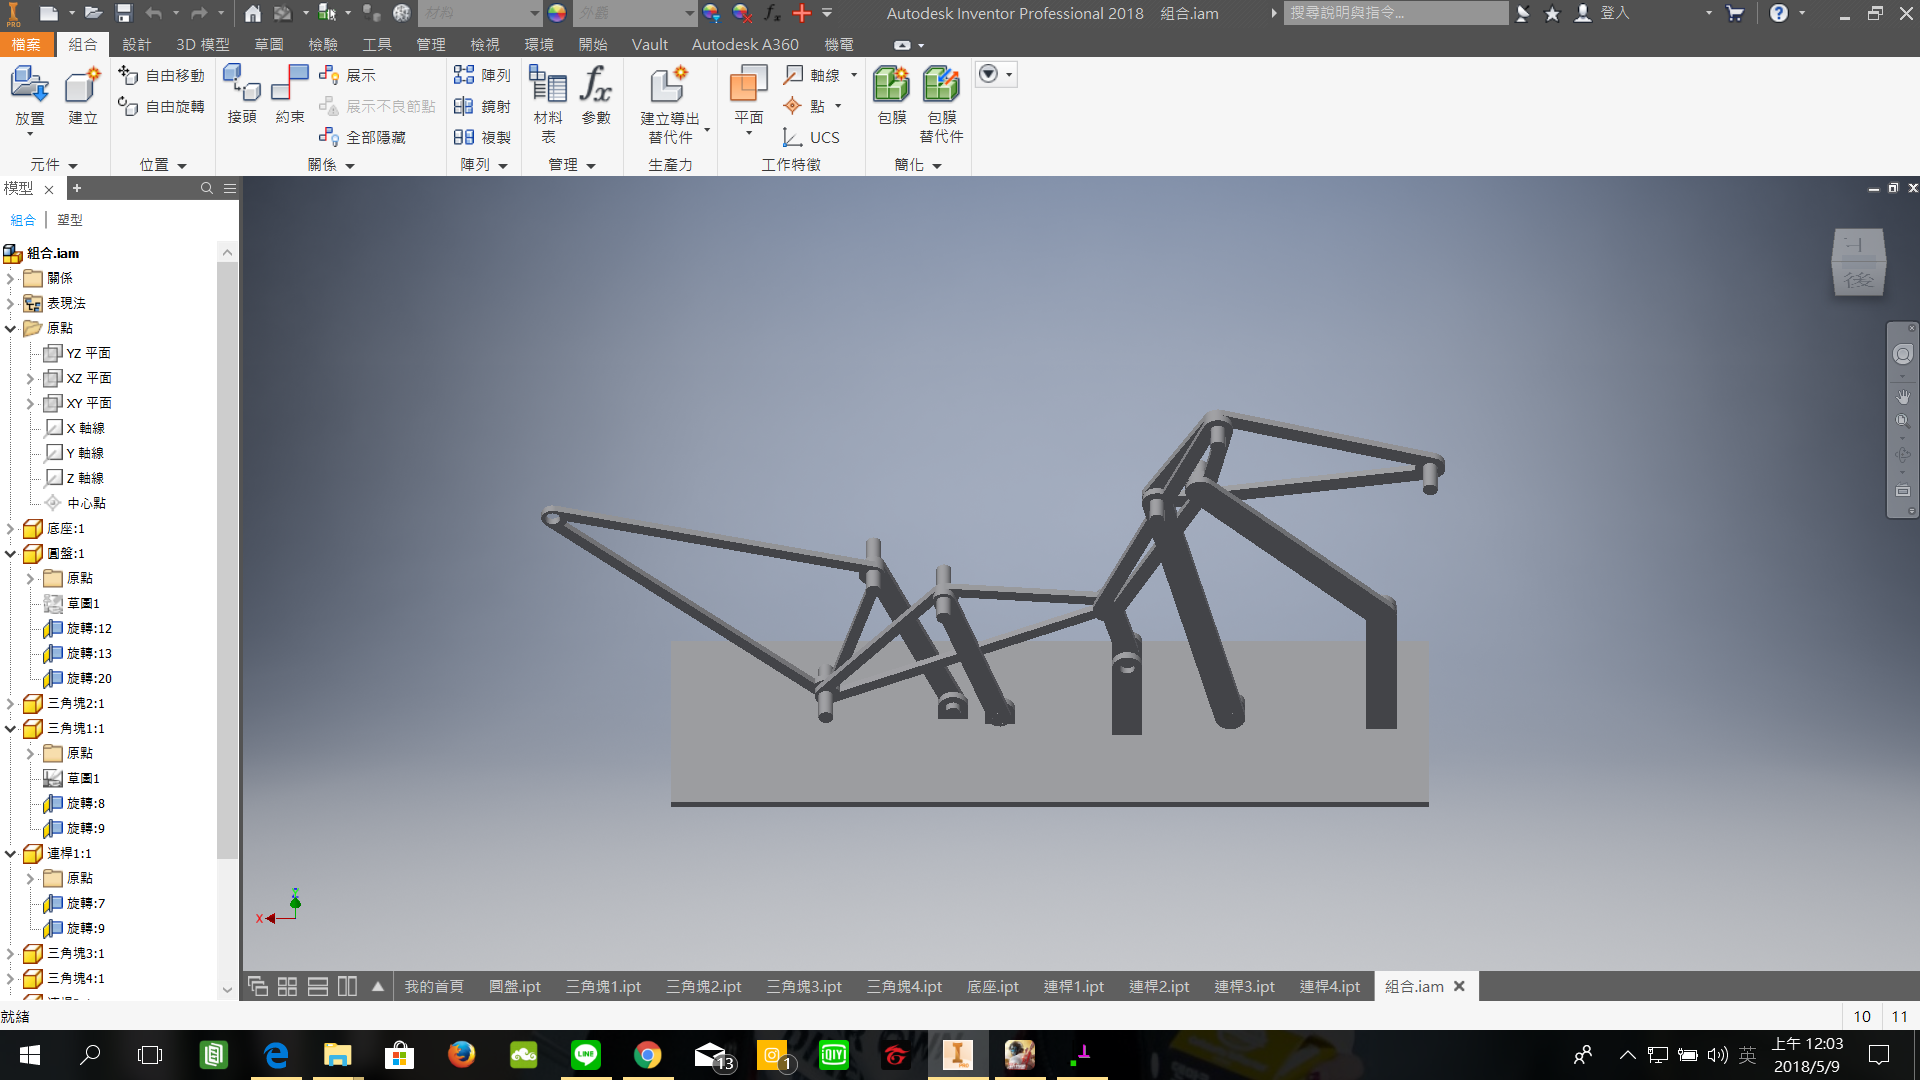 材料
外觀
Autodesk Inventor Professional 2018 組合.iam
搜尋說明與指令...
登入
檔案 組合 設計 3D 模型 草圖 檢驗 工具 管理 檢視 環境 開始 Vault Autodesk A360 機電
放置
建立
自由移動
自由旋轉
接頭
約束
展示
展示不良節點
全部隱藏
陣列
鏡射
複製
材料表
參數
建立導出
替代件
平面
軸線
點
UCS
包膜
包膜
替代件
元件 位置 關係 陣列 管理 生產力 工作特徵 簡化
模型
組合 塑型
組合.iam
關係
表現法
原點
YZ 平面
XZ 平面
XY 平面
X 軸線
Y 軸線
Z 軸線
中心點
底座:1
圓盤:1
原點
草圖1
旋轉:12
旋轉:13
旋轉:20
三角塊2:1
三角塊1:1
原點
草圖1
旋轉:8
旋轉:9
連桿1:1
原點
旋轉:7
旋轉:9
三角塊3:1
三角塊4:1
後
X
我的首頁 圓盤.ipt 三角塊1.ipt 三角塊2.ipt 三角塊3.ipt 三角塊4.ipt 底座.ipt 連桿1.ipt 連桿2.ipt 連桿3.ipt 連桿4.ipt 組合.iam
就緒
10 11
13
1
英
上午 12:03
2018/5/9